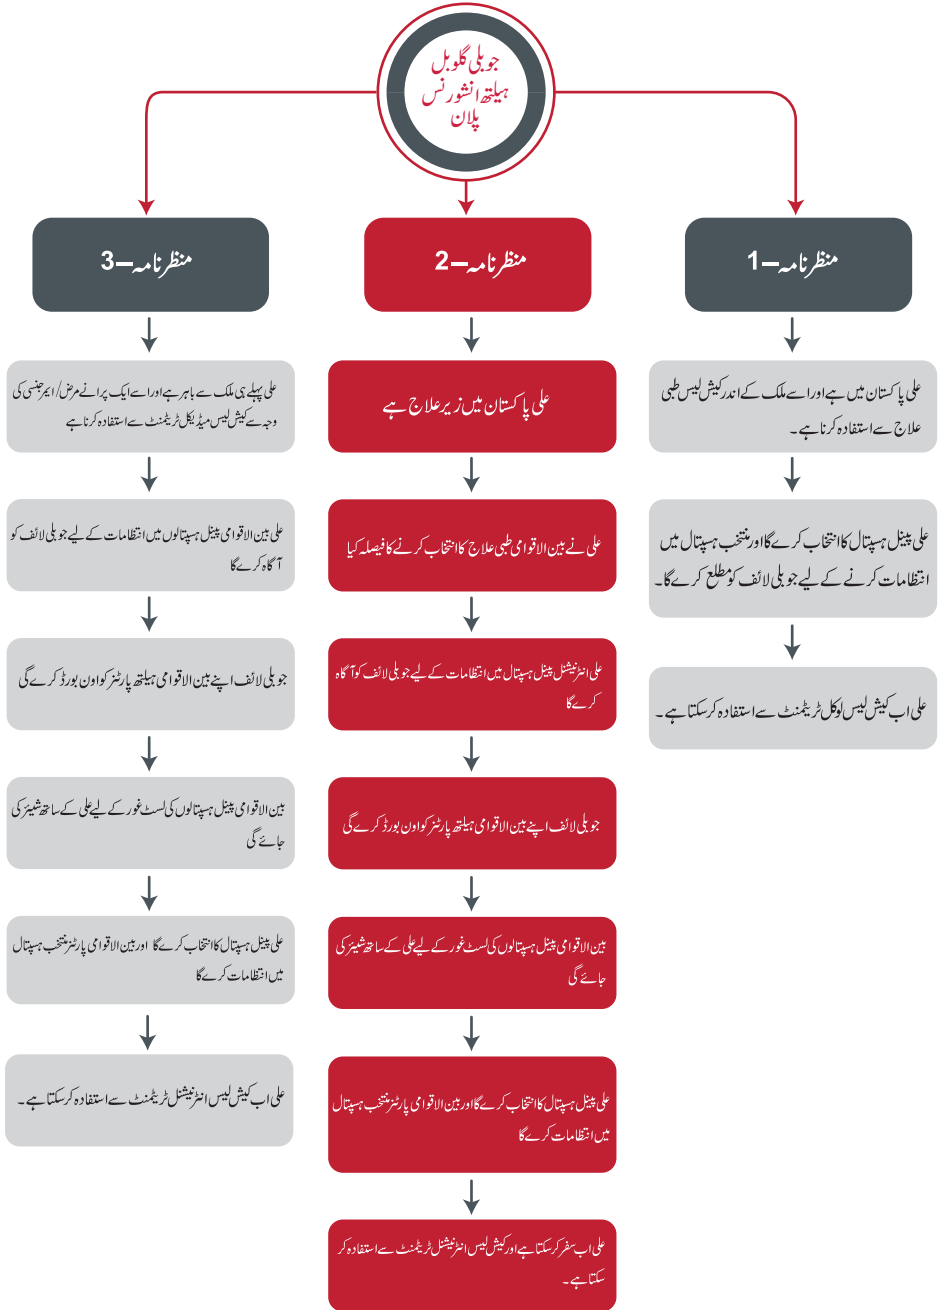 جوبلی گلوبل
ہیلتھ انشورنس
پلان
منظرنامہ–1
علی پاکستان میں ہے اور اسے ملک کے اندر کیش لیس طبی
علاج سے استفادہ کرنا ہے۔
علی پینل ہسپتال کا انتخاب کرے گا اور منتخب ہسپتال میں
انتظامات کرنے کے لیے جوبلی لائف کو مطلع کرے گا۔
علی اب کیش لیس لوکل ٹریٹمنٹ سے استفادہ کرسکتا ہے۔
منظرنامہ–2
علی پاکستان میں زیر علاج ہے
علی نے بین الاقوامی طبی علاج کا انتخاب کرنے کا فیصلہ کیا
علی انٹرنیشنل پینل ہسپتال میں انتظامات کے لیے جوبلی لائف کو آگاہ
کرے گا
جوبلی لائف اپنے بین الاقوامی ہیلتھ پارٹنر کو اون بورڈ کرے گی
بین الاقوامی پینل ہسپتالوں کی لسٹ غور کے لیے علی کے ساتھ شیئر کی
جائے گی
علی پینل ہسپتال کا انتخاب کرے گا اور بین الاقوامی پارٹنر منتخب ہسپتال
میں انتظامات کرے گا
علی اب سفر کرسکتا ہے اور کیش لیس انٹرنیشنل ٹریٹمنٹ سے استفادہ کر
سکتا ہے۔
منظرنامہ–3
علی پہلے ہی ملک سے باہر ہے اور اسے ایک پرانے مرض/ ایمرجنسی کی
وجہ سے کیش لیس میڈیکل ٹریٹمنٹ سے استفادہ کرنا ہے
علی بین الاقوامی پینل ہسپتالوں میں انتظامات کے لیے جوبلی لائف کو
آگاہ کرے گا
جوبلی لائف اپنے بین الاقوامی ہیلتھ پارٹنر کو اون بورڈ کرے گی
بین الاقوامی پینل ہسپتالوں کی لسٹ غور کے لیے علی کے ساتھ شیئر کی
جائے گی
علی پینل ہسپتال کا انتخاب کرے گا اور بین الاقوامی پارٹنر منتخب ہسپتال
میں انتظامات کرے گا
علی اب کیش لیس انٹرنیشنل ٹریٹمنٹ سے استفادہ کرسکتا ہے۔